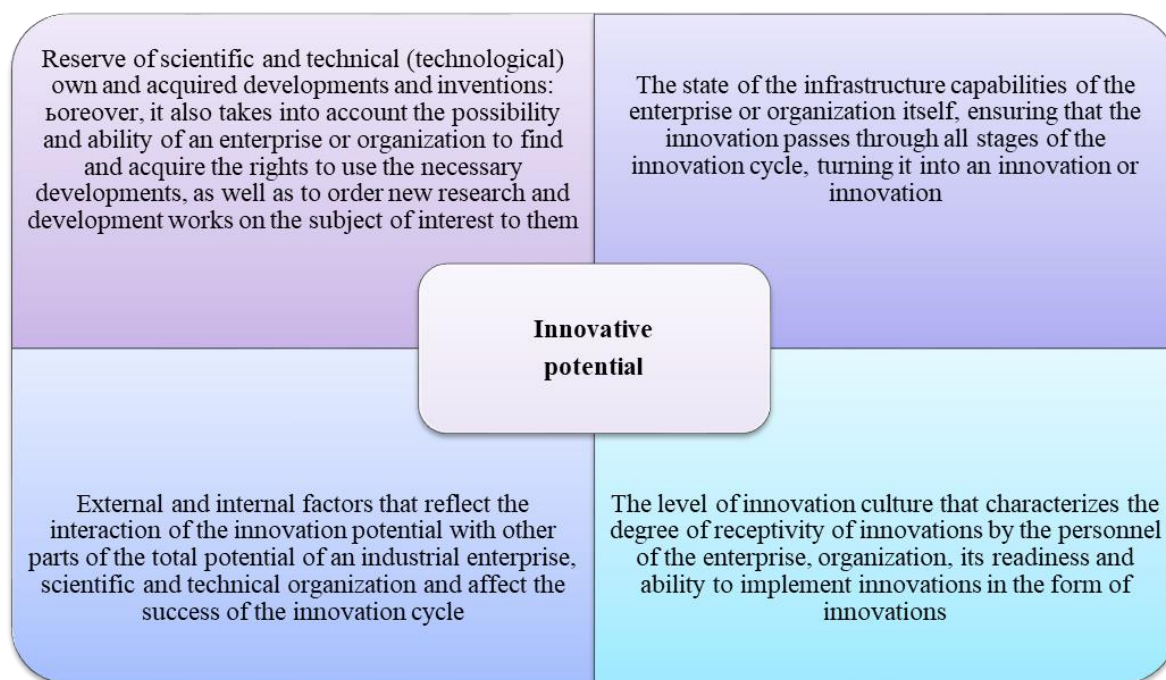 Reserve of scientific and technical (technological)
own and acquired developments and inventions:
ьoreover, it also takes into account the possibility
and ability of an enterprise or organization to find
and acquire the rights to use the necessary
developments, as well as to order new research and
development works on the subject of interest to them
The state of the infrastructure capabilities of the
enterprise or organization itself, ensuring that the
innovation passes through all stages of the
innovation cycle, turning it into an innovation or
innovation
Innovative
potential
External and internal factors that reflect the
interaction of the innovation potential with other
parts of the total potential of an industrial enterprise,
scientific and technical organization and affect the
success of the innovation cycle
The level of innovation culture that characterizes the
degree of receptivity of innovations by the personnel
of the enterprise, organization, its readiness and
ability to implement innovations in the form of
innovations